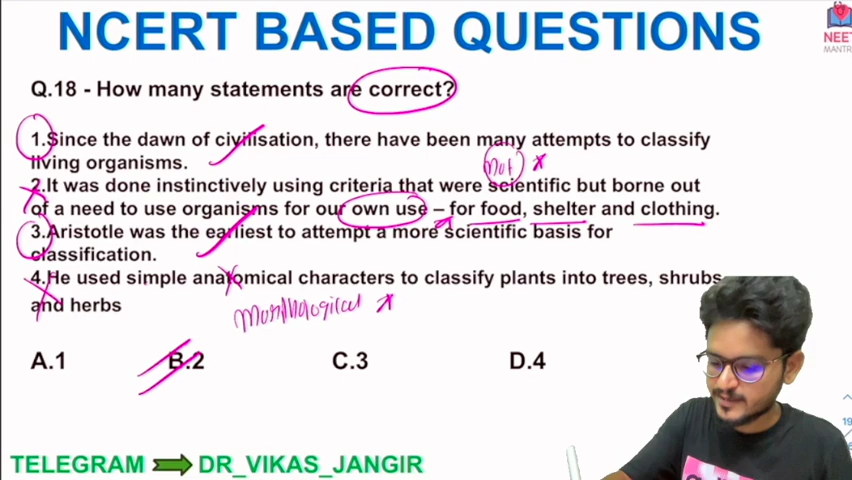 NCERT BASED QUESTIONS
NEET
MANTRA
Q.18 - How many statements are correct?
1.Since the dawn of civilisation, there have been many attempts to classify
living organisms.
not
2.It was done instinctively using criteria that were scientific but borne out
of a need to use organisms for our own use – for food, shelter and clothing.
3.Aristotle was the earliest to attempt a more scientific basis for
classification.
4.He used simple anatomical characters to classify plants into trees, shrubs
and herbs
Morphological
A.1 B.2 C.3 D.4
TELEGRAM DR_VIKAS_JANGIR